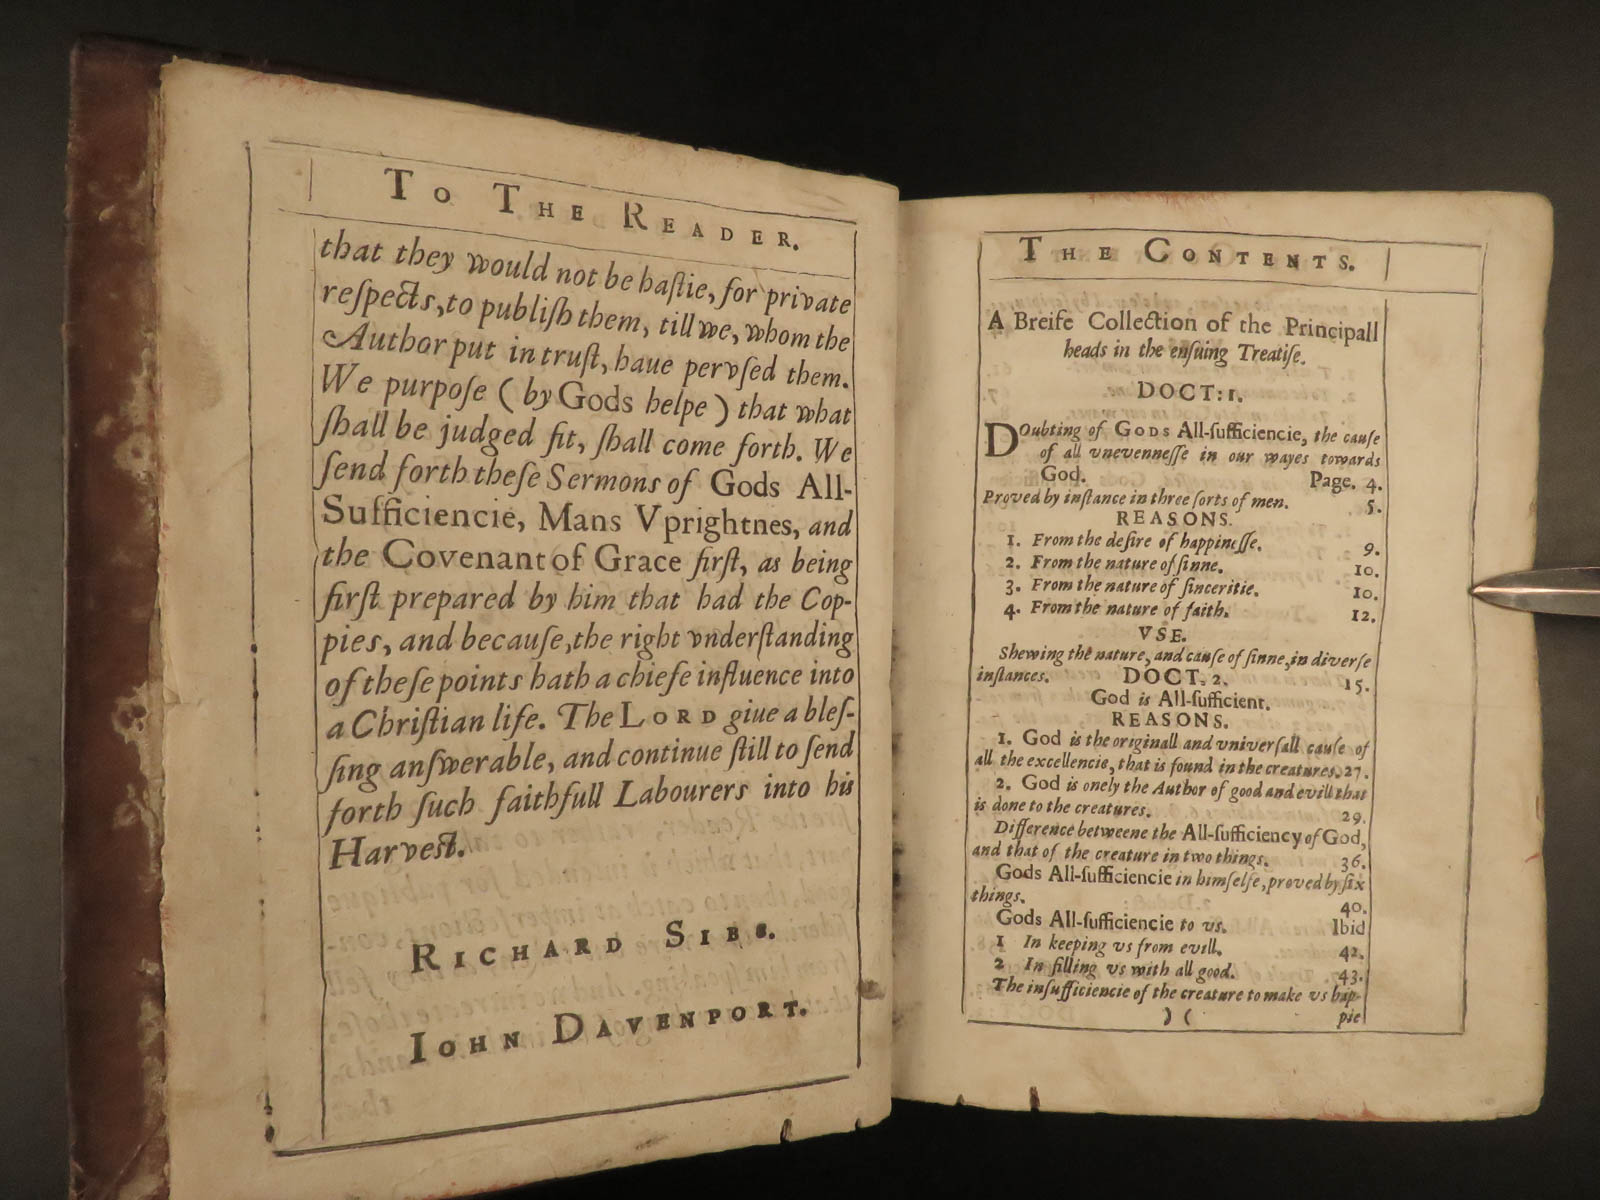 TO THE READER.
that they would not be haſtie, for private
reſpects, to publiſh them, till we, whom the
Author put in truſt, haue pervſed them.
We purpoſe (by Gods helpe) that what
ſhall be judged fit, ſhall come forth. We
ſend forth theſe Sermons of Gods All-
Sufficiencie, Mans Vprightnes, and
the Covenant of Grace firſt, as being
firſt prepared by him that had the Cop-
pies, and becauſe, the right vnderſtanding
of theſe points hath a chiefe influence into
a Chriſtian life. The LORD giue a bleſ-
ſing anſwerable, and continue ſtill to ſend
forth ſuch faithfull Labourers into his
Harveſt.
RICHARD SIBS.
IOHN DAVENPORT.
THE CONTENTS.
A Breife Collection of the Principall
heads in the enſuing Treatiſe.
DOCT: 1.
Doubting of GODS All-ſufficiencie, the cauſe
of all vnevenneſſe in our wayes towards
God. Page. 4.
Proved by inſtance in three ſorts of men. 5.
REASONS.
1. From the deſire of happineſſe. 9.
2. From the nature of ſinne. 10.
3. From the nature of ſinceritie. 10.
4. From the nature of faith. 12.
VSE.
Shewing the nature, and cauſe of ſinne, in diverſe
inſtances. 15.
DOCT. 2.
God is All-ſufficient.
REASONS.
1. God is the originall and vniverſall cauſe of
all the excellencie, that is found in the creatures. 27.
2. God is onely the Author of good and evill that
is done to the creatures. 29.
Difference betweene the All-ſufficiency of God,
and that of the creature in two things. 36.
Gods All-ſufficiencie in himſelfe, proved by ſix
things. 40.
Gods All-ſufficiencie to vs. Ibid
1 In keeping vs from evill. 42.
2 In filling vs with all good. 43.
The inſufficiencie of the creature to make vs hap-
)( pie